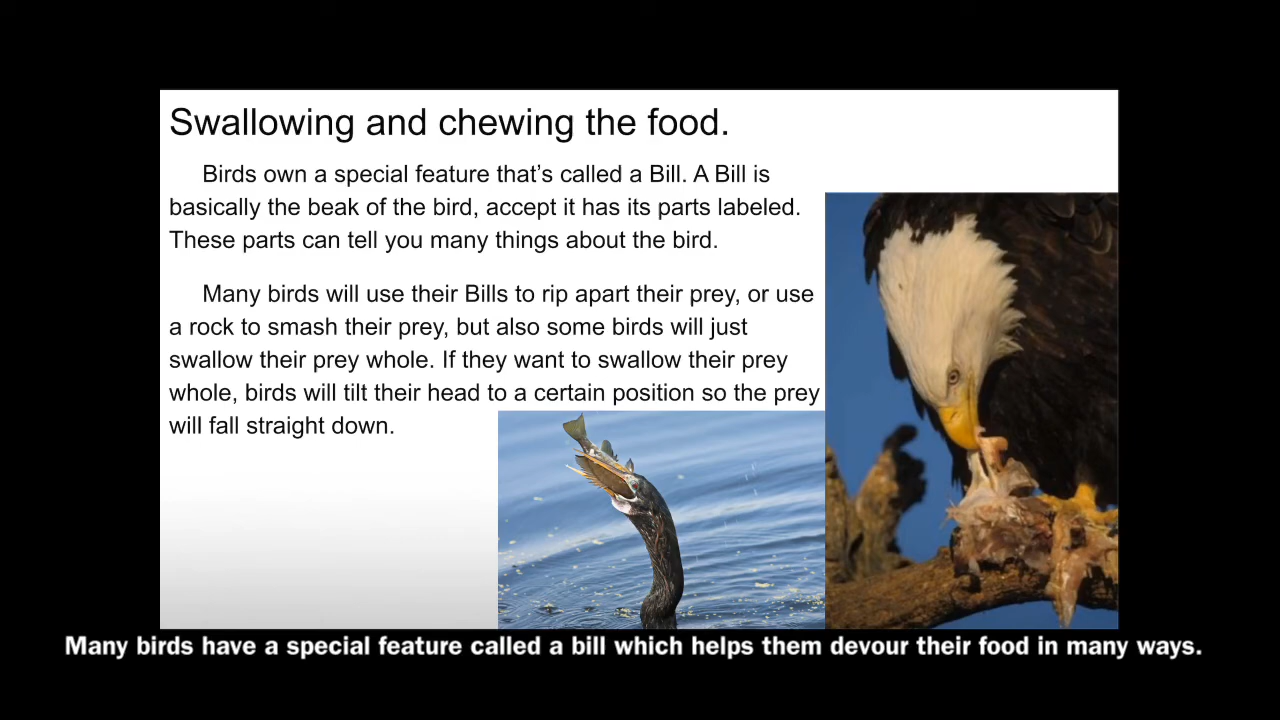 Swallowing and chewing the food.
Birds own a special feature that’s called a Bill. A Bill is
basically the beak of the bird, accept it has its parts labeled.
These parts can tell you many things about the bird.
Many birds will use their Bills to rip apart their prey, or use
a rock to smash their prey, but also some birds will just
swallow their prey whole. If they want to swallow their prey
whole, birds will tilt their head to a certain position so the prey
will fall straight down.
Many birds have a special feature called a bill which helps them devour their food in many ways.